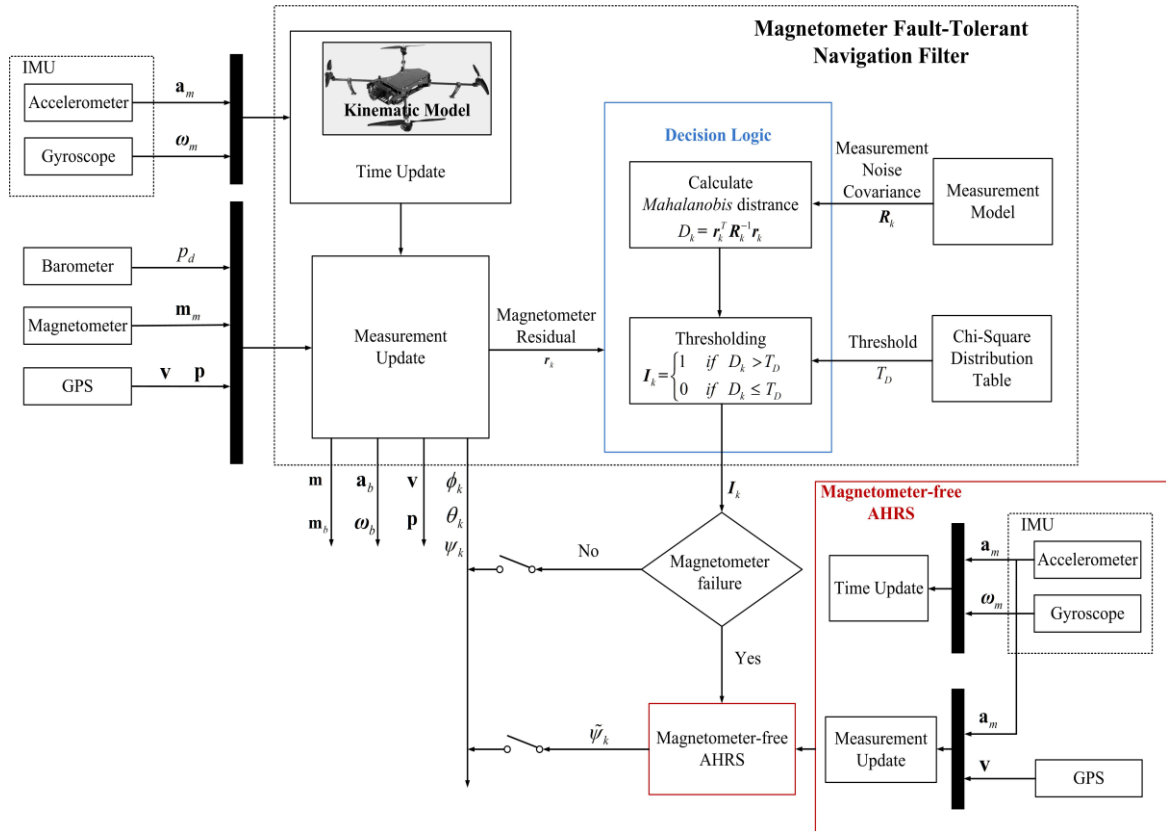 Magnetometer Fault-Tolerant
Navigation Filter
IMU
Accelerometer
a_m
Gyroscope
ω_m
Kinematic Model
Time Update
Decision Logic
Calculate
Mahalanobis distrance
D_k = r_k^T R_k^{-1} r_k
Measurement
Noise
Covariance
R_k
Measurement
Model
Barometer
p_d
Magnetometer
m_m
GPS
v p
Measurement
Update
Magnetometer
Residual
r_k
Thresholding
I_k = { 1 if D_k > T_D
0 if D_k ≤ T_D
Threshold
T_D
Chi-Square
Distribution
Table
m a_b v ϕ_k
m_b ω_b p θ_k
ψ_k
I_k
No
Magnetometer
failure
Yes
Magnetometer-free
AHRS
IMU
a_m
Accelerometer
Time Update
ω_m
Gyroscope
ψ̃_k
Magnetometer-free
AHRS
Measurement
Update
a_m
v
GPS